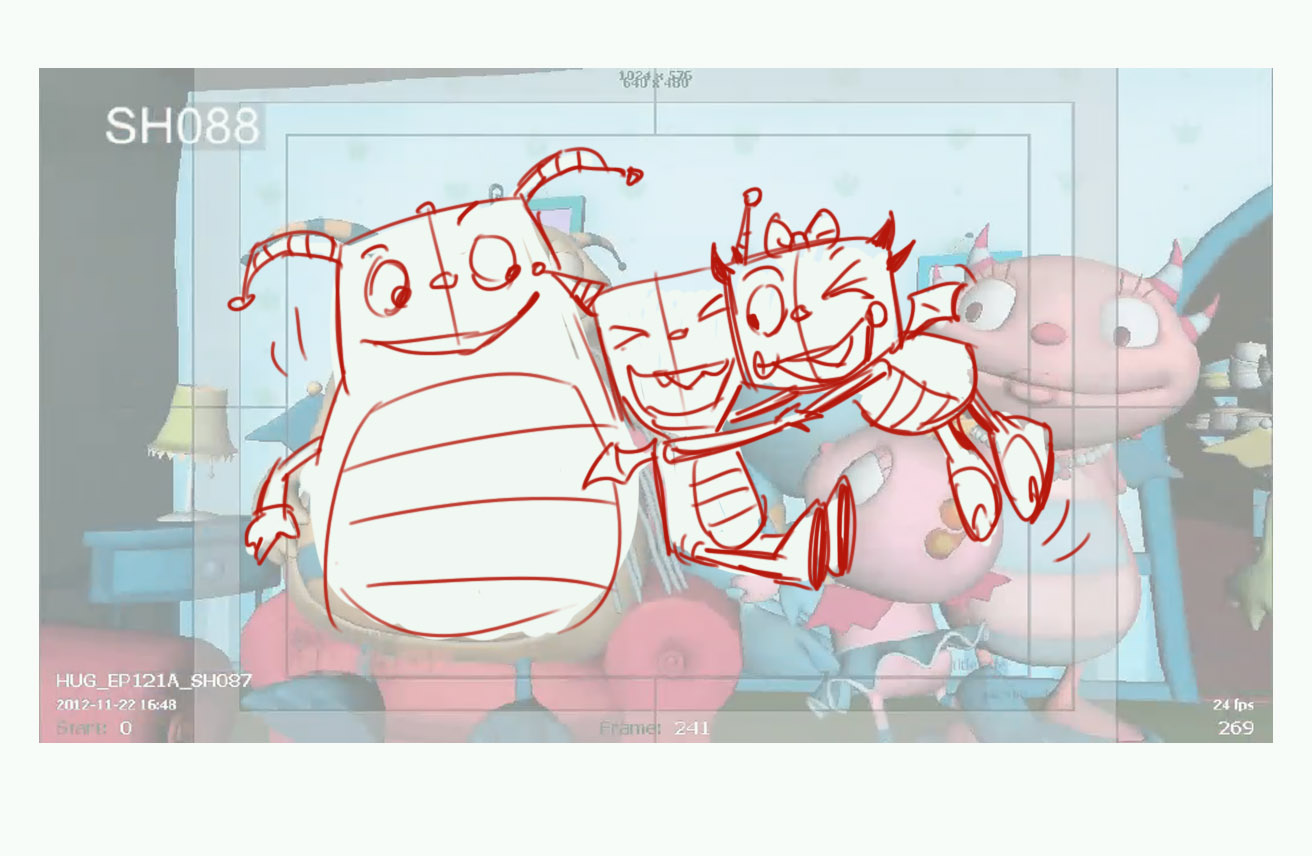 1024 x 576
640 x 480
SH088
HUG_EP121A_SH087
2012-11-22 16:48
24 fps
Start: 0
Frame: 241
269